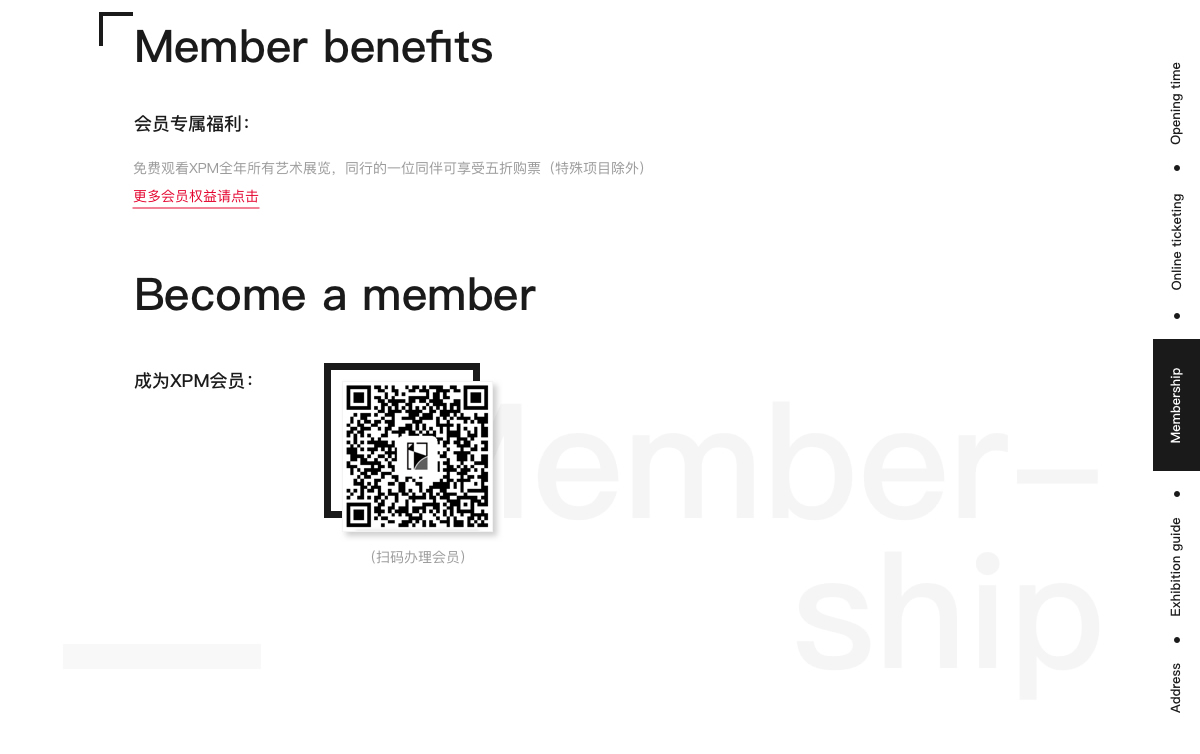 Member benefits
会员专属福利：
免费观看XPM全年所有艺术展览，同行的一位同伴可享受五折购票（特殊项目除外）
更多会员权益请点击
Become a member
成为XPM会员：
（扫码办理会员）
Member–
ship
Opening time
Online ticketing
Membership
Exhibition guide
Address